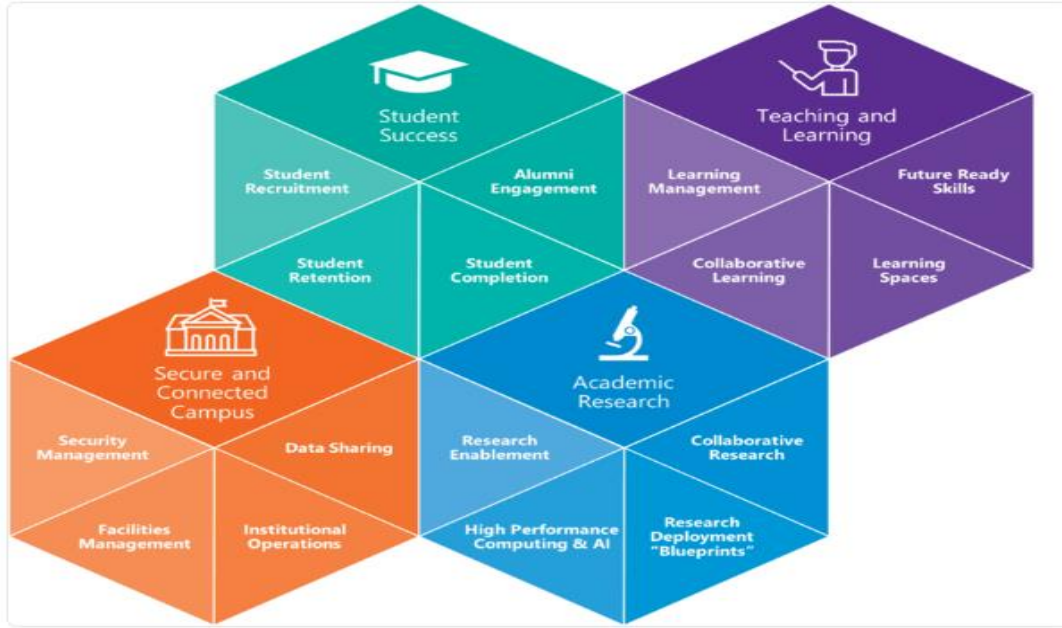 Student
Success
Student
Recruitment
Alumni
Engagement
Student
Retention
Student
Completion
Teaching and
Learning
Learning
Management
Future Ready
Skills
Collaborative
Learning
Learning
Spaces
Secure and
Connected
Campus
Security
Management
Data Sharing
Facilities
Management
Institutional
Operations
Academic
Research
Research
Enablement
Collaborative
Research
High Performance
Computing & AI
Research
Deployment
"Blueprints"